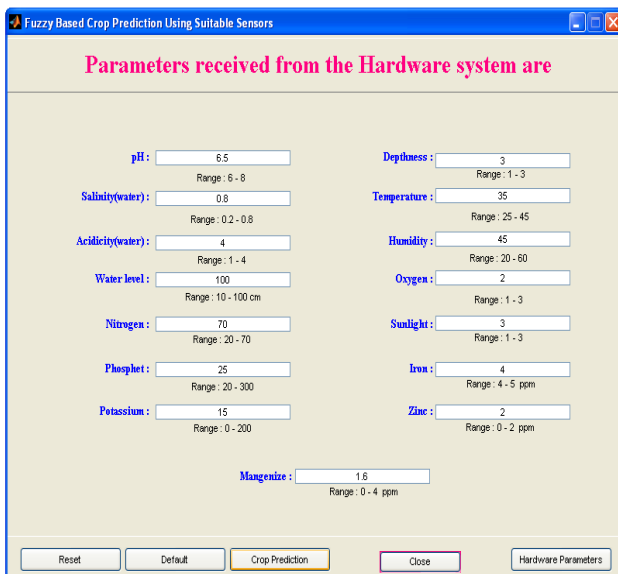 Fuzzy Based Crop Prediction Using Suitable Sensors
Parameters received from the Hardware system are
pH : 6.5
Range : 6 - 8
Salinity(water) : 0.8
Range : 0.2 - 0.8
Acidicity(water) : 4
Range : 1 - 4
Water level : 100
Range : 10 - 100 cm
Nitrogen : 70
Range : 20 - 70
Phosphet : 25
Range : 20 - 300
Potassium : 15
Range : 0 - 200
Depthness : 3
Range : 1 - 3
Temperature : 35
Range : 25 - 45
Humidity : 45
Range : 20 - 60
Oxygen : 2
Range : 1 - 3
Sunlight : 3
Range : 1 - 3
Iron : 4
Range : 4 - 5 ppm
Zinc : 2
Range : 0 - 2 ppm
Mangenize : 1.6
Range : 0 - 4 ppm
Reset Default Crop Prediction Close Hardware Parameters